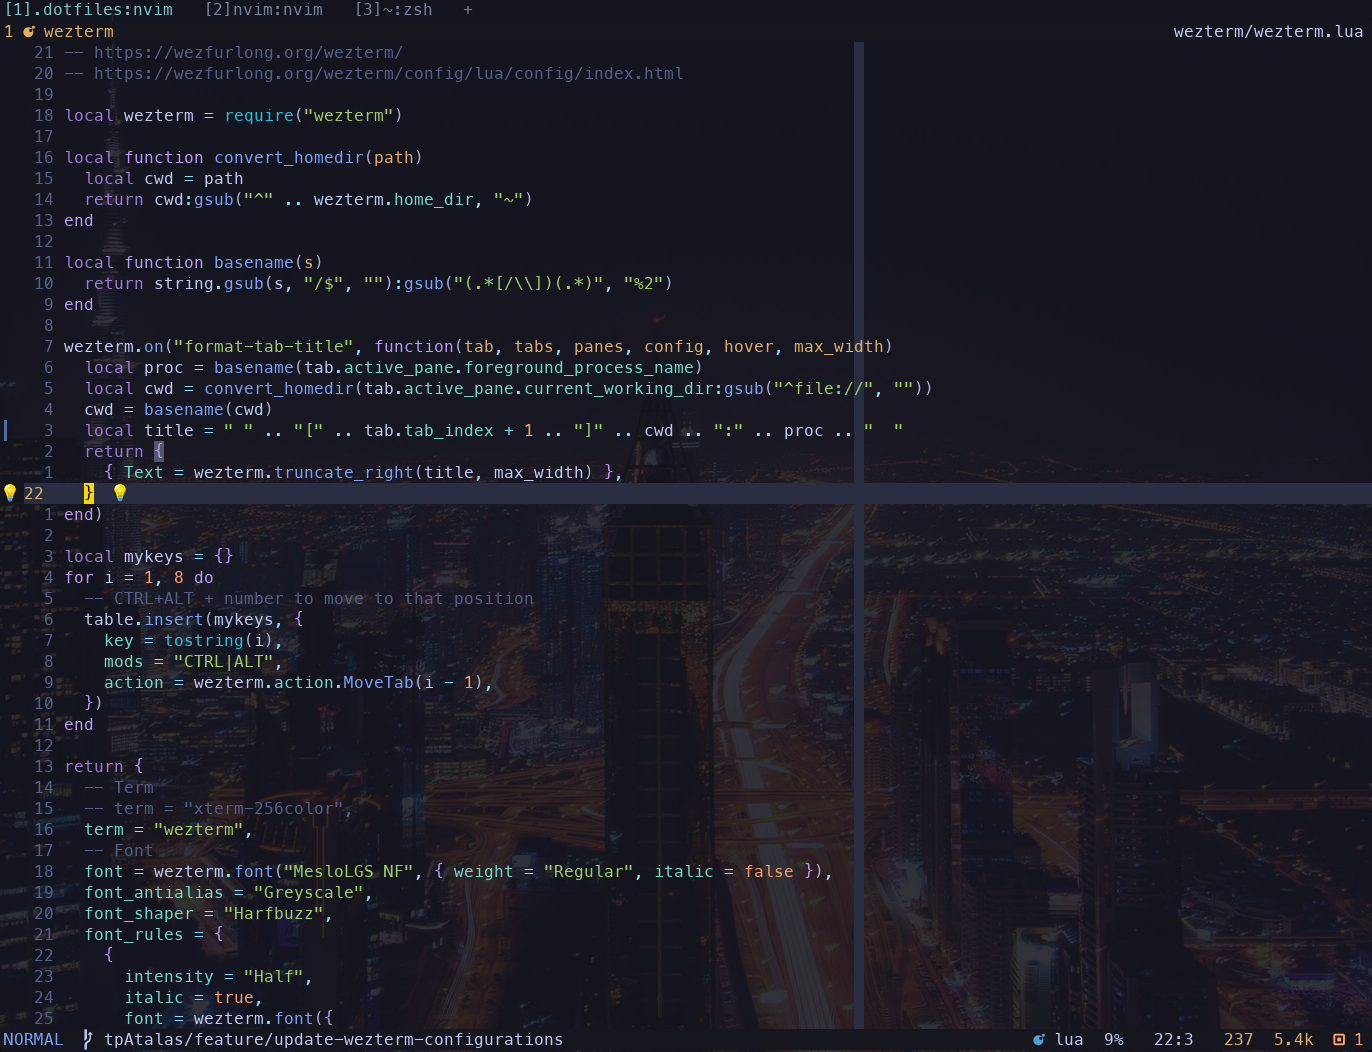 [1].dotfiles:nvim [2]nvim:nvim [3]~:zsh +
1 wezterm wezterm/wezterm.lua
21 -- https://wezfurlong.org/wezterm/
20 -- https://wezfurlong.org/wezterm/config/lua/config/index.html
19
18 local wezterm = require("wezterm")
17
16 local function convert_homedir(path)
15   local cwd = path
14   return cwd:gsub("^" .. wezterm.home_dir, "~")
13 end
12
11 local function basename(s)
10   return string.gsub(s, "/$", ""):gsub("(.*[/\\])(.*)", "%2")
9 end
8
7 wezterm.on("format-tab-title", function(tab, tabs, panes, config, hover, max_width)
6   local proc = basename(tab.active_pane.foreground_process_name)
5   local cwd = convert_homedir(tab.active_pane.current_working_dir:gsub("^file://", ""))
4   cwd = basename(cwd)
3   local title = " " .. "[" .. tab.tab_index + 1 .. "]" .. cwd .. ":" .. proc .. "  "
2   return {
1     { Text = wezterm.truncate_right(title, max_width) },
22   }
1 end)
2
3 local mykeys = {}
4 for i = 1, 8 do
5   -- CTRL+ALT + number to move to that position
6   table.insert(mykeys, {
7     key = tostring(i),
8     mods = "CTRL|ALT",
9     action = wezterm.action.MoveTab(i - 1),
10   })
11 end
12
13 return {
14   -- Term
15   -- term = "xterm-256color",
16   term = "wezterm",
17   -- Font
18   font = wezterm.font("MesloLGS NF", { weight = "Regular", italic = false }),
19   font_antialias = "Greyscale",
20   font_shaper = "Harfbuzz",
21   font_rules = {
22     {
23       intensity = "Half",
24       italic = true,
25       font = wezterm.font({
NORMAL tpAtalas/feature/update-wezterm-configurations lua 9% 22:3 237 5.4k 1